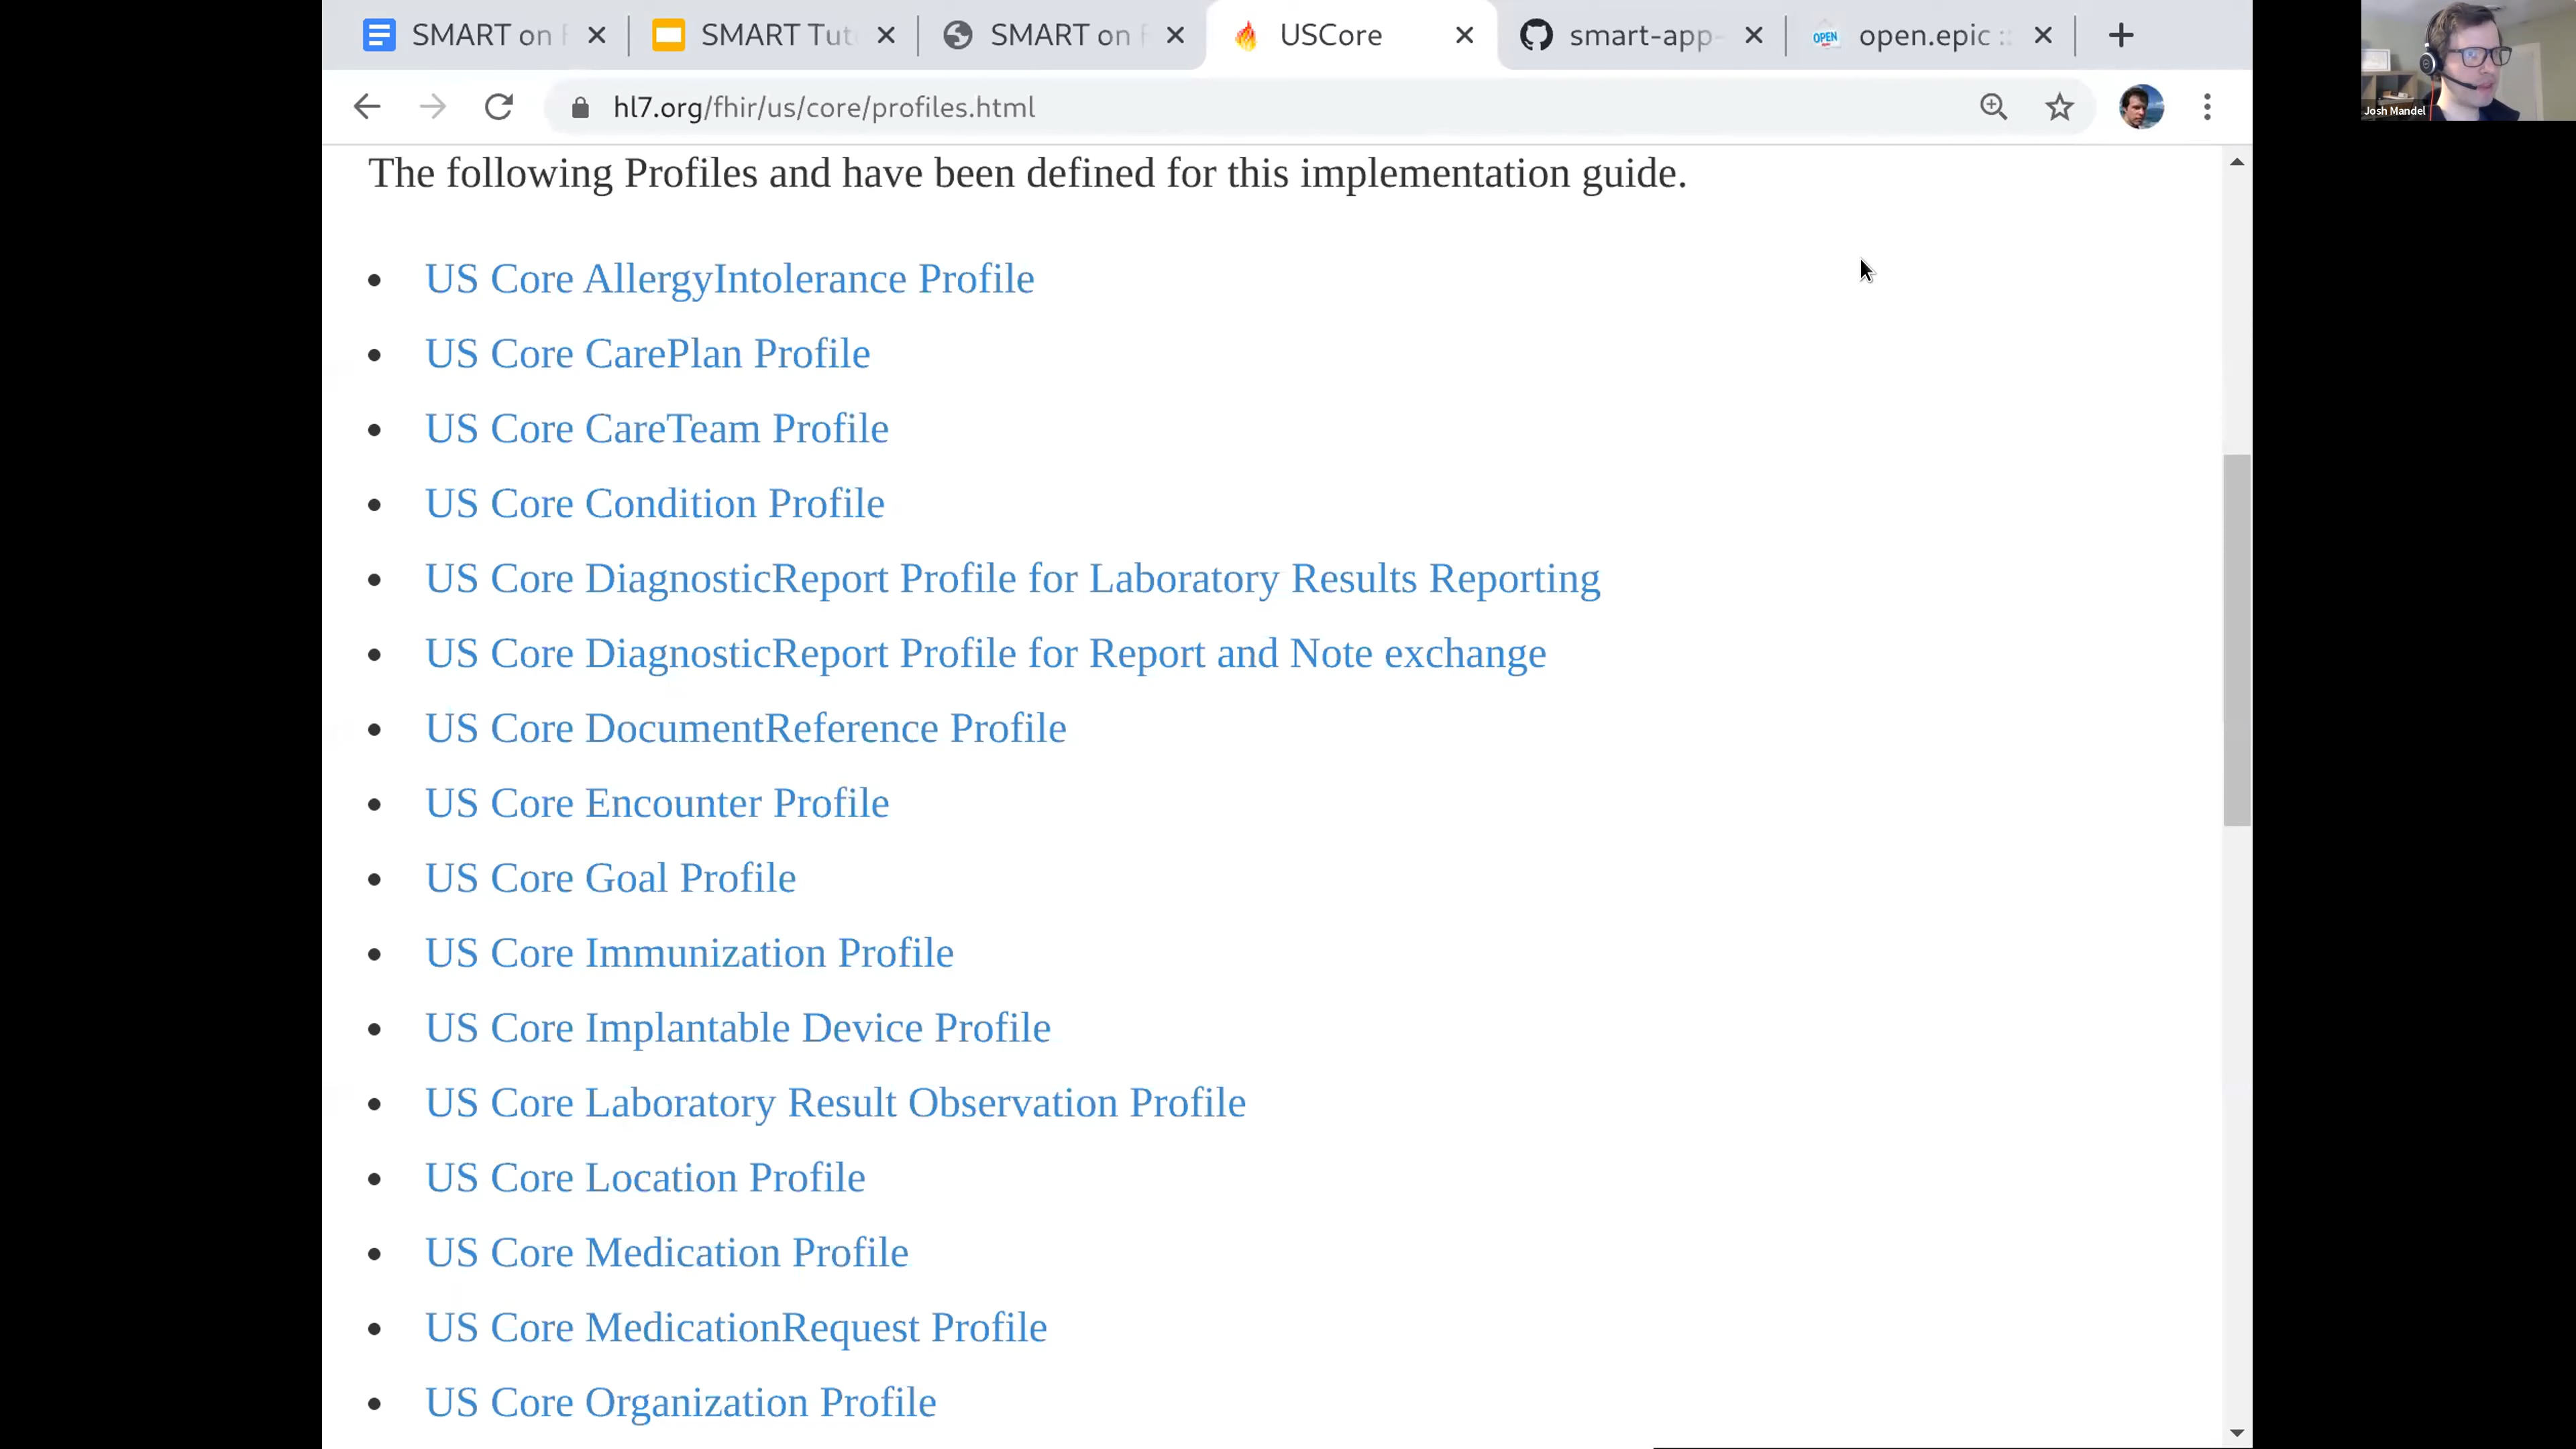 SMART on F
SMART Tut
SMART on F
USCore
smart-app-
open.epic ::
hl7.org/fhir/us/core/profiles.html
Josh Mandel
OPEN
The following Profiles and have been defined for this implementation guide.
US Core AllergyIntolerance Profile
US Core CarePlan Profile
US Core CareTeam Profile
US Core Condition Profile
US Core DiagnosticReport Profile for Laboratory Results Reporting
US Core DiagnosticReport Profile for Report and Note exchange
US Core DocumentReference Profile
US Core Encounter Profile
US Core Goal Profile
US Core Immunization Profile
US Core Implantable Device Profile
US Core Laboratory Result Observation Profile
US Core Location Profile
US Core Medication Profile
US Core MedicationRequest Profile
US Core Organization Profile